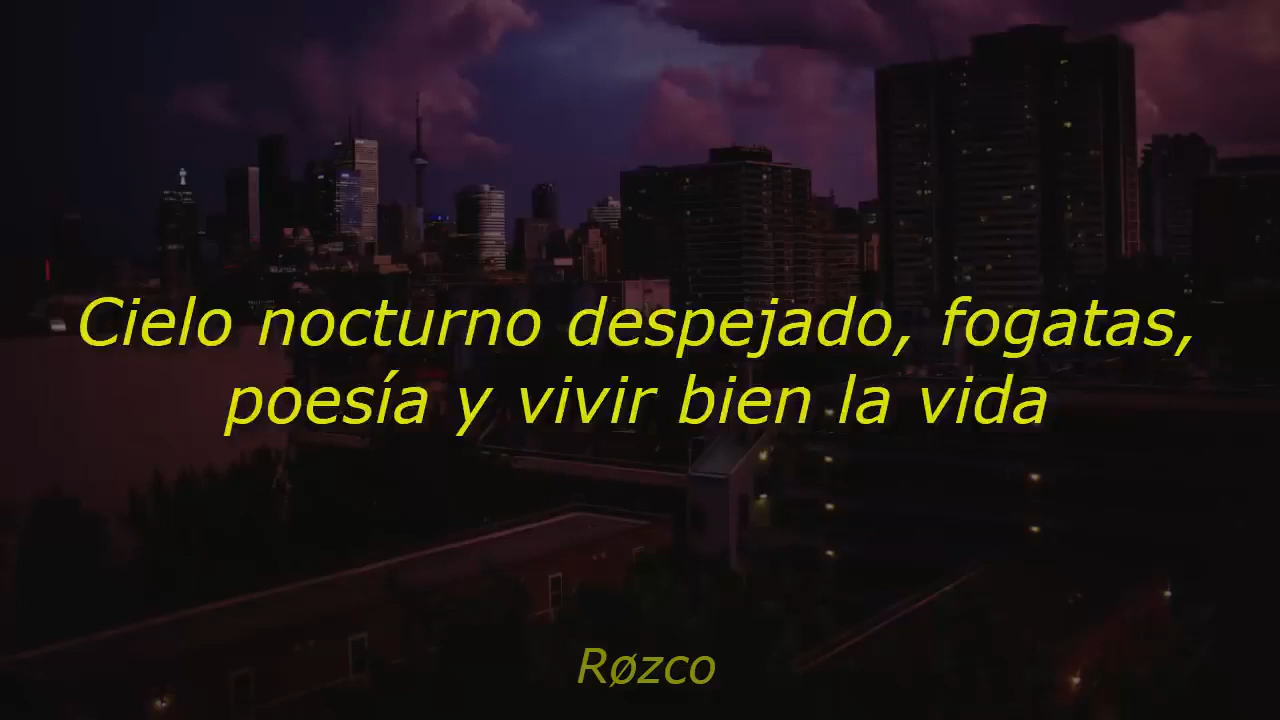 Cielo nocturno despejado, fogatas,
poesía y vivir bien la vida
Røzco